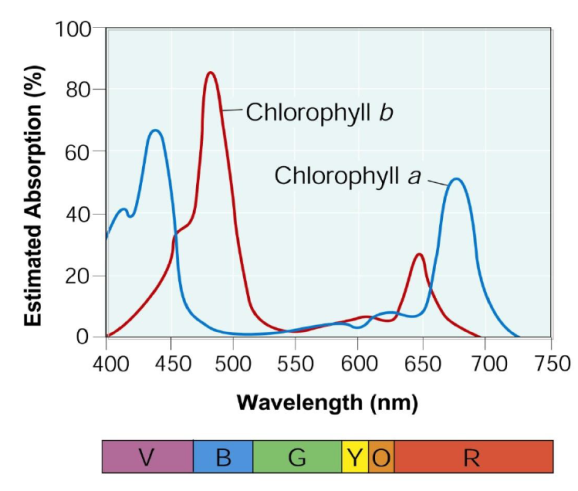 100
80
60
40
20
0
Estimated Absorption (%)
Chlorophyll b
Chlorophyll a
400 450 500 550 600 650 700 750
Wavelength (nm)
V B G Y O R